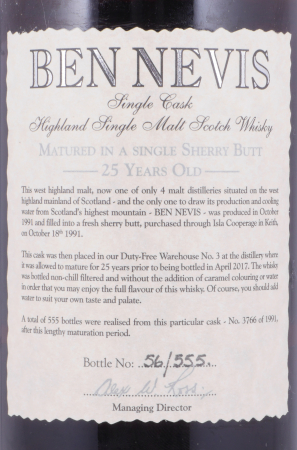 BEN NEVIS
Single Cask
Highland Single Malt Scotch Whisky
MATURED IN A SINGLE SHERRY BUTT
25 YEARS OLD
This west highland malt, now one of only 4 malt distilleries situated on the west
highland mainland of Scotland - and the only one to draw its production and cooling
water from Scotland's highest mountain - BEN NEVIS - was produced in October
1991 and filled into a fresh sherry butt, purchased through Isla Cooperage in Keith,
on October 18th 1991.
This cask was then placed in our Duty-Free Warehouse No. 3 at the distillery where
it was allowed to mature for 25 years prior to being bottled in April 2017. The whisky
was bottled non-chill filtered and without the addition of caramel colouring or water
in order that you may enjoy the full flavour of this whisky. Of course, you should add
water to suit your own taste and palate.
A total of 555 bottles were realised from this particular cask - No. 3766 of 1991,
after this lengthy maturation period.
Bottle No: 56/555
Managing Director